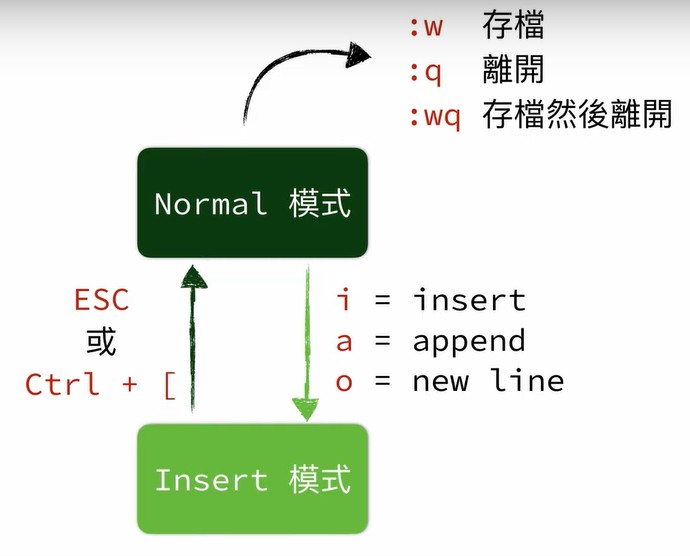 :w 存檔
:q 離開
:wq 存檔然後離開
Normal 模式
ESC
或
Ctrl + [
i = insert
a = append
o = new line
Insert 模式